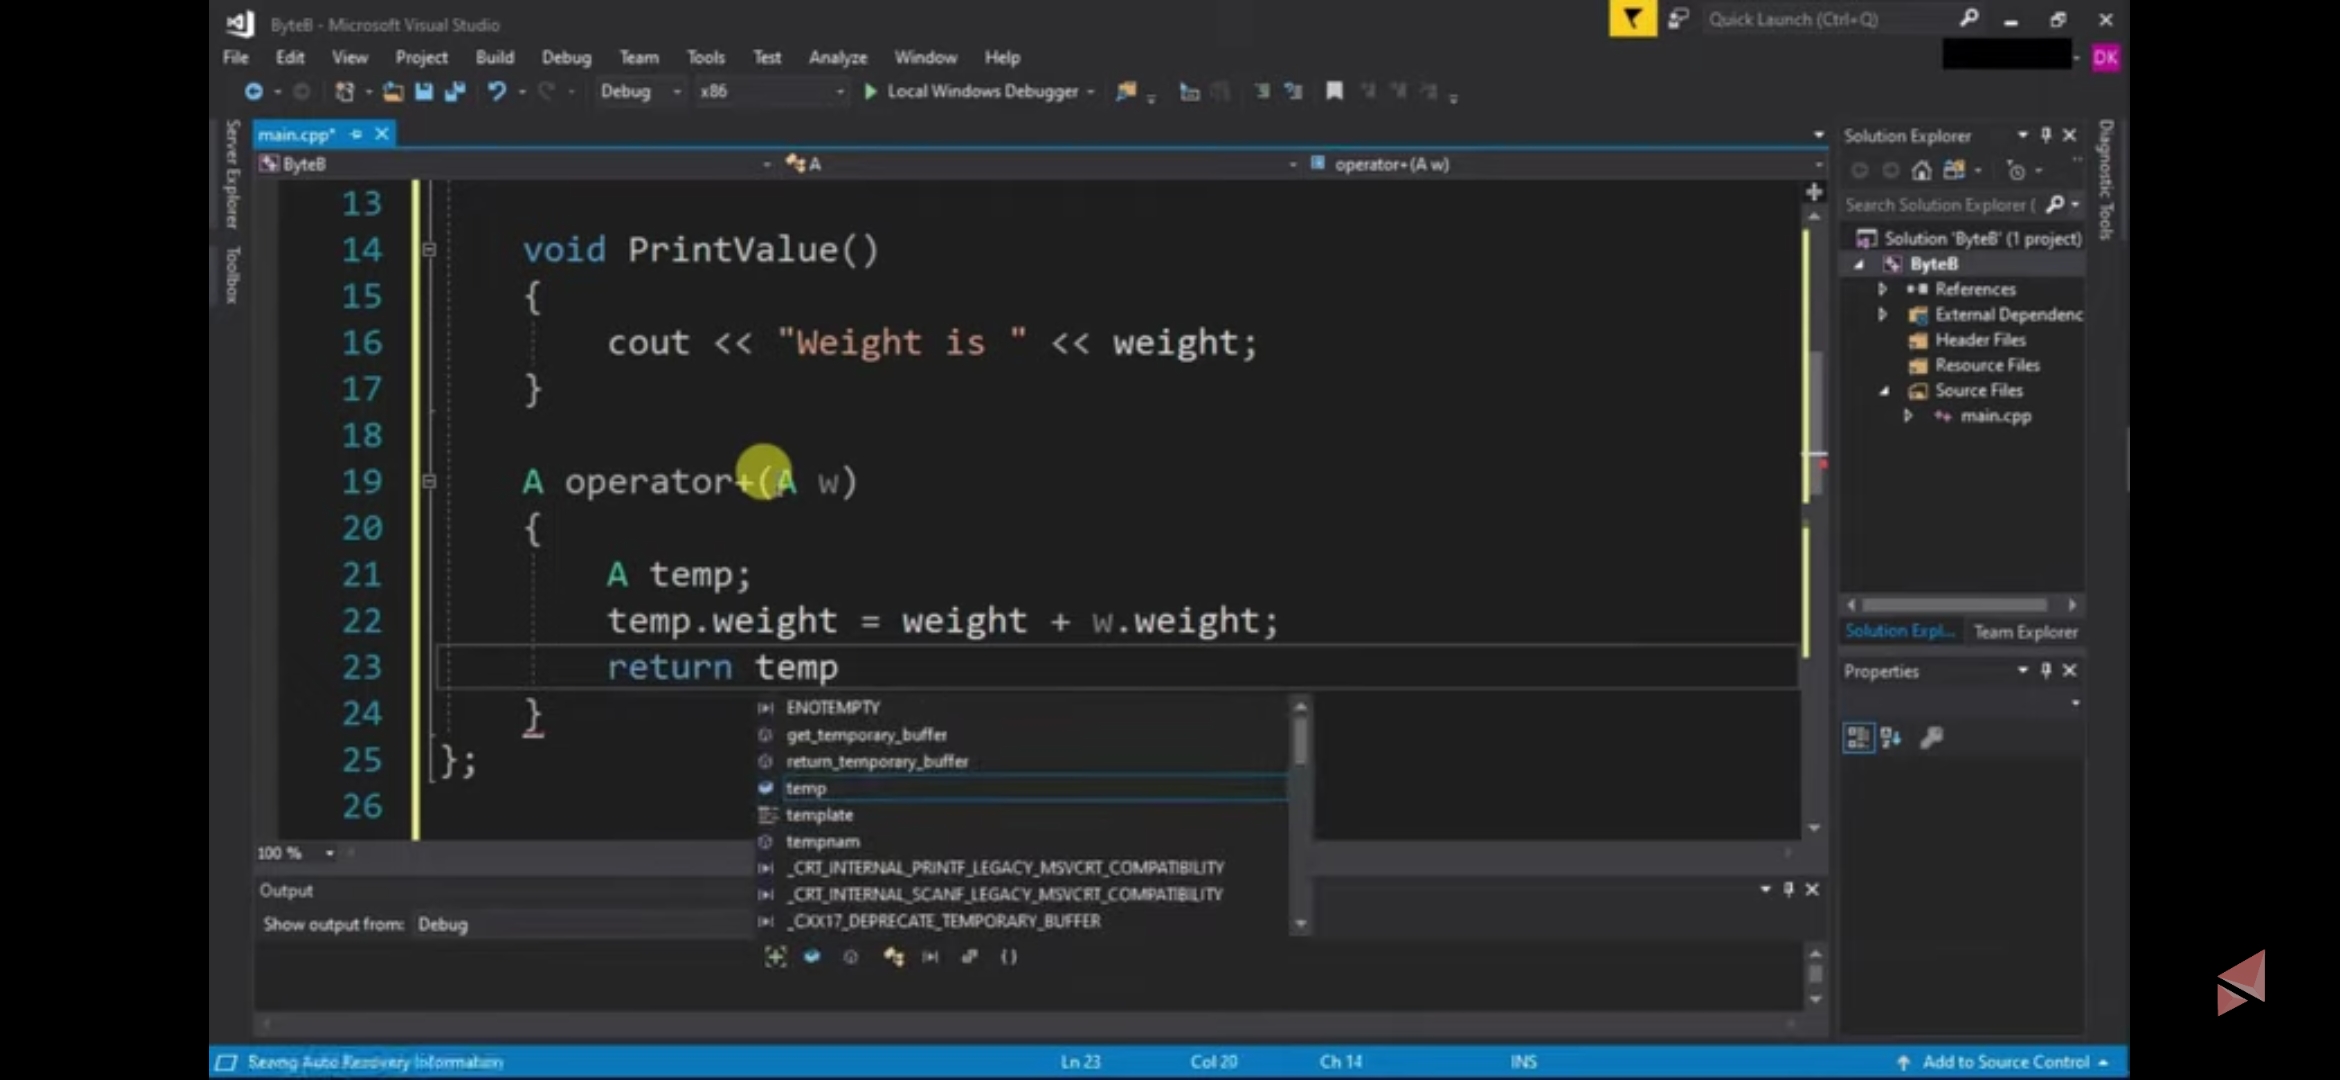 ByteB - Microsoft Visual Studio
Quick Launch (Ctrl+Q)
File Edit View Project Build Debug Team Tools Test Analyze Window Help
DK
Debug x86 Local Windows Debugger
main.cpp*
ByteB A operator+(A w)
Server Explorer
Toolbox
13
14 void PrintValue()
15 {
16 cout << "Weight is " << weight;
17 }
18
19 A operator+(A w)
20 {
21 A temp;
22 temp.weight = weight + w.weight;
23 return temp
24 }
25 };
26
ENOTEMPTY
get_temporary_buffer
return_temporary_buffer
temp
template
tempnam
_CRT_INTERNAL_PRINTF_LEGACY_MSVCRT_COMPATIBILITY
_CRT_INTERNAL_SCANF_LEGACY_MSVCRT_COMPATIBILITY
_CXX17_DEPRECATE_TEMPORARY_BUFFER
100 %
Output
Show output from: Debug
Solution Explorer
Search Solution Explorer (
Solution 'ByteB' (1 project)
ByteB
References
External Dependenc
Header Files
Resource Files
Source Files
main.cpp
Solution Expl... Team Explorer
Properties
Diagnostic Tools
Saving Auto Recovery Information
Ln 23 Col 20 Ch 14 INS
Add to Source Control